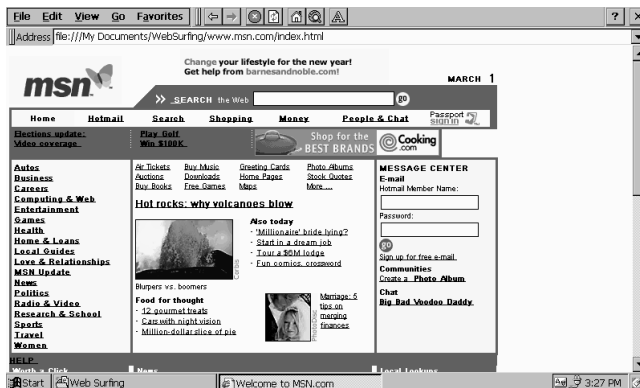 File Edit View Go Favorites ? ×
Address file:///My Documents/WebSurfing/www.msn.com/index.html
Change your lifestyle for the new year!
Get help from barnesandnoble.com!
msn
MARCH 1
>> SEARCH the Web go
Home Hotmail Search Shopping Money People & Chat Passport sign in
Elections update: Play Golf Shop for the Cooking.com
Video coverage Win $100K BEST BRANDS
Autos
Business
Careers
Computing & Web
Entertainment
Games
Health
Home & Loans
Local Guides
Love & Relationships
MSN Update
News
Politics
Radio & Video
Research & School
Sports
Travel
Women
Air Tickets Buy Music Greeting Cards Photo Albums
Auctions Downloads Home Pages Stock Quotes
Buy Books Free Games Maps More ....
Hot rocks: why volcanoes blow
Corbis
Blurpers vs. boomers
Also today
· 'Millionaire' bride lying?
· Start in a dream job
· Tour a $6M lodge
· Fun comics, crossword
Food for thought
· 12 gourmet treats
· Cars with night vision
· Million-dollar slice of pie
PhotoDisc
Marriage: 5
tips on
merging
finances
MESSAGE CENTER
E-mail
Hotmail Member Name:
Password:
go
Sign up for free e-mail
Communities
Create a Photo Album
Chat
Big Bad Voodoo Daddy
HELP
Worth a Click News Local Lookups
Start Web Surfing Welcome to MSN.com 3:27 PM